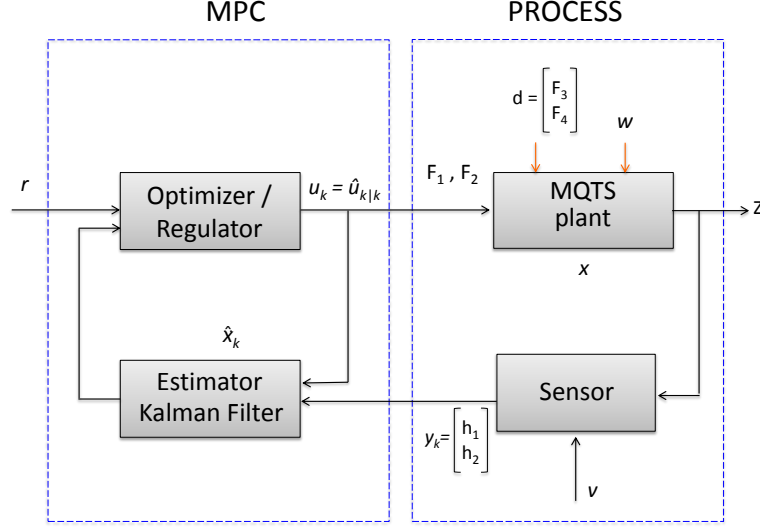 MPC
PROCESS
d = [F₃
F₄]
w
r
Optimizer /
Regulator
uₖ = ûₖ|ₖ
F₁ , F₂
MQTS
plant
z
x
x̂ₖ
Estimator
Kalman Filter
Sensor
yₖ= [h₁
h₂]
v